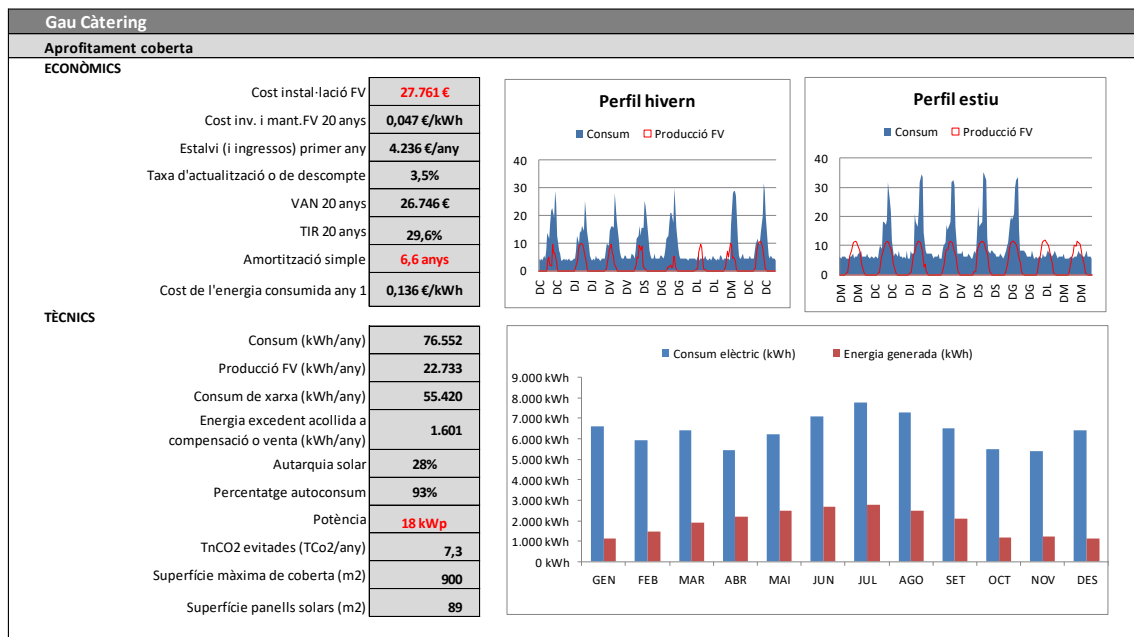 Gau Càtering
Aprofitament coberta
ECONÒMICS
Cost instal·lació FV 27.761 €
Cost inv. i mant.FV 20 anys 0,047 €/kWh
Estalvi (i ingressos) primer any 4.236 €/any
Taxa d'actualització o de descompte 3,5%
VAN 20 anys 26.746 €
TIR 20 anys 29,6%
Amortització simple 6,6 anys
Cost de l'energia consumida any 1 0,136 €/kWh
Perfil hivern
Consum Producció FV
40
30
20
10
0
DC DC DJ DJ DV DV DS DG DG DL DL DM DC DC
Perfil estiu
Consum Producció FV
40
30
20
10
0
DM DM DC DC DJ DJ DV DV DS DS DG DG DL DM DM
TÈCNICS
Consum (kWh/any) 76.552
Producció FV (kWh/any) 22.733
Consum de xarxa (kWh/any) 55.420
Energia excedent acollida a
compensació o venta (kWh/any) 1.601
Autarquia solar 28%
Percentatge autoconsum 93%
Potència 18 kWp
TnCO2 evitades (TCo2/any) 7,3
Superfície màxima de coberta (m2) 900
Superfície panells solars (m2) 89
Consum elèctric (kWh) Energia generada (kWh)
9.000 kWh
8.000 kWh
7.000 kWh
6.000 kWh
5.000 kWh
4.000 kWh
3.000 kWh
2.000 kWh
1.000 kWh
0 kWh
GEN FEB MAR ABR MAI JUN JUL AGO SET OCT NOV DES